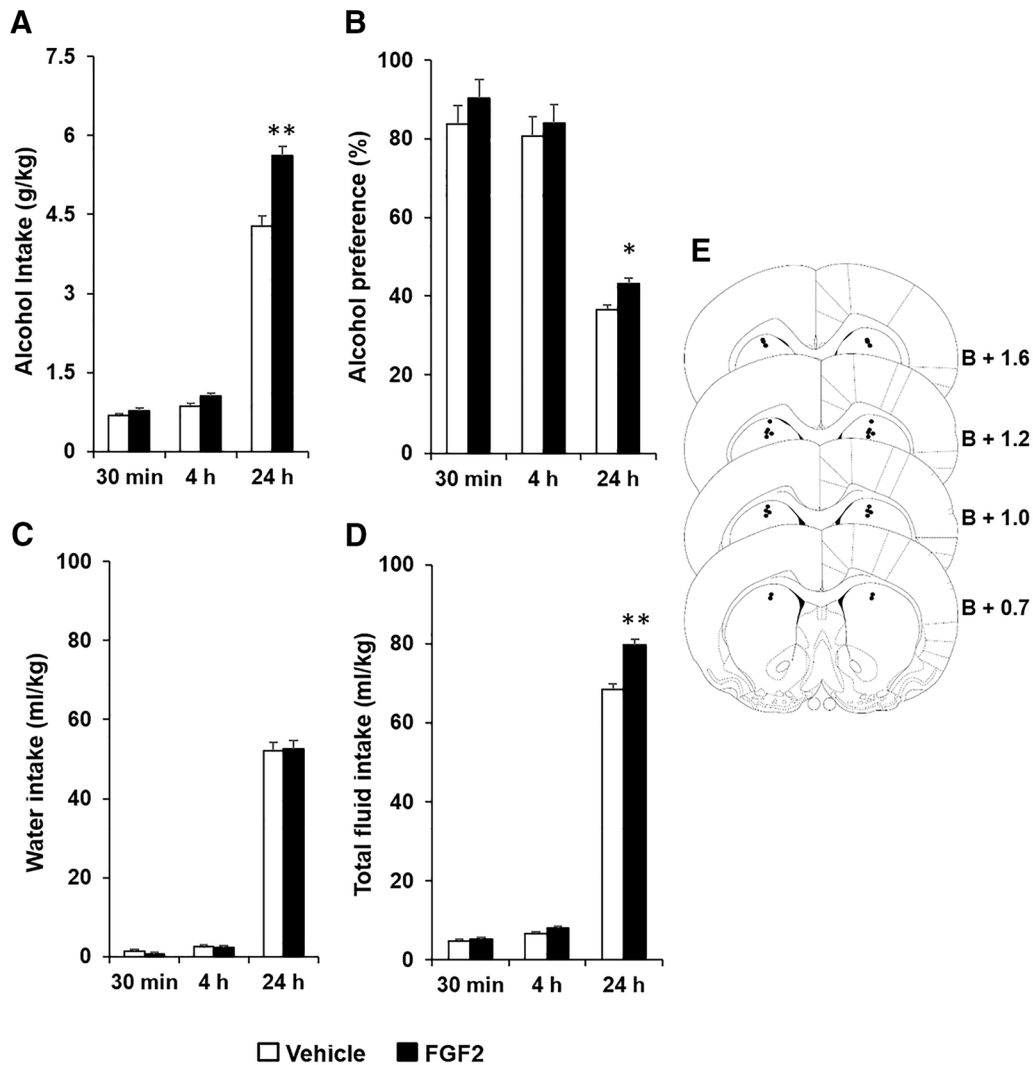 A
Alcohol Intake (g/kg)
7.5
6
4.5
3
1.5
0
**
30 min 4 h 24 h
B
Alcohol preference (%)
100
80
60
40
20
0
*
30 min 4 h 24 h
C
Water intake (ml/kg)
100
80
60
40
20
0
30 min 4 h 24 h
D
Total fluid intake (ml/kg)
100
80
60
40
20
0
**
30 min 4 h 24 h
E
B + 1.6
B + 1.2
B + 1.0
B + 0.7
Vehicle FGF2